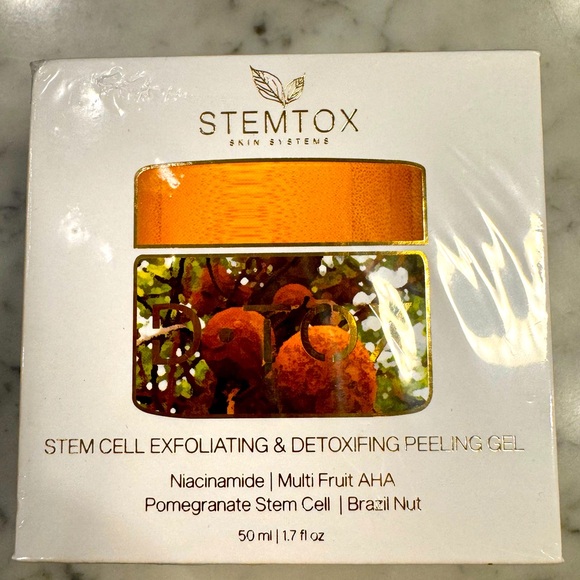 STEMTOX
SKIN SYSTEMS
STEM CELL EXFOLIATING & DETOXIFING PEELING GEL
Niacinamide | Multi Fruit AHA
Pomegranate Stem Cell | Brazil Nut
50 ml | 1.7 fl oz